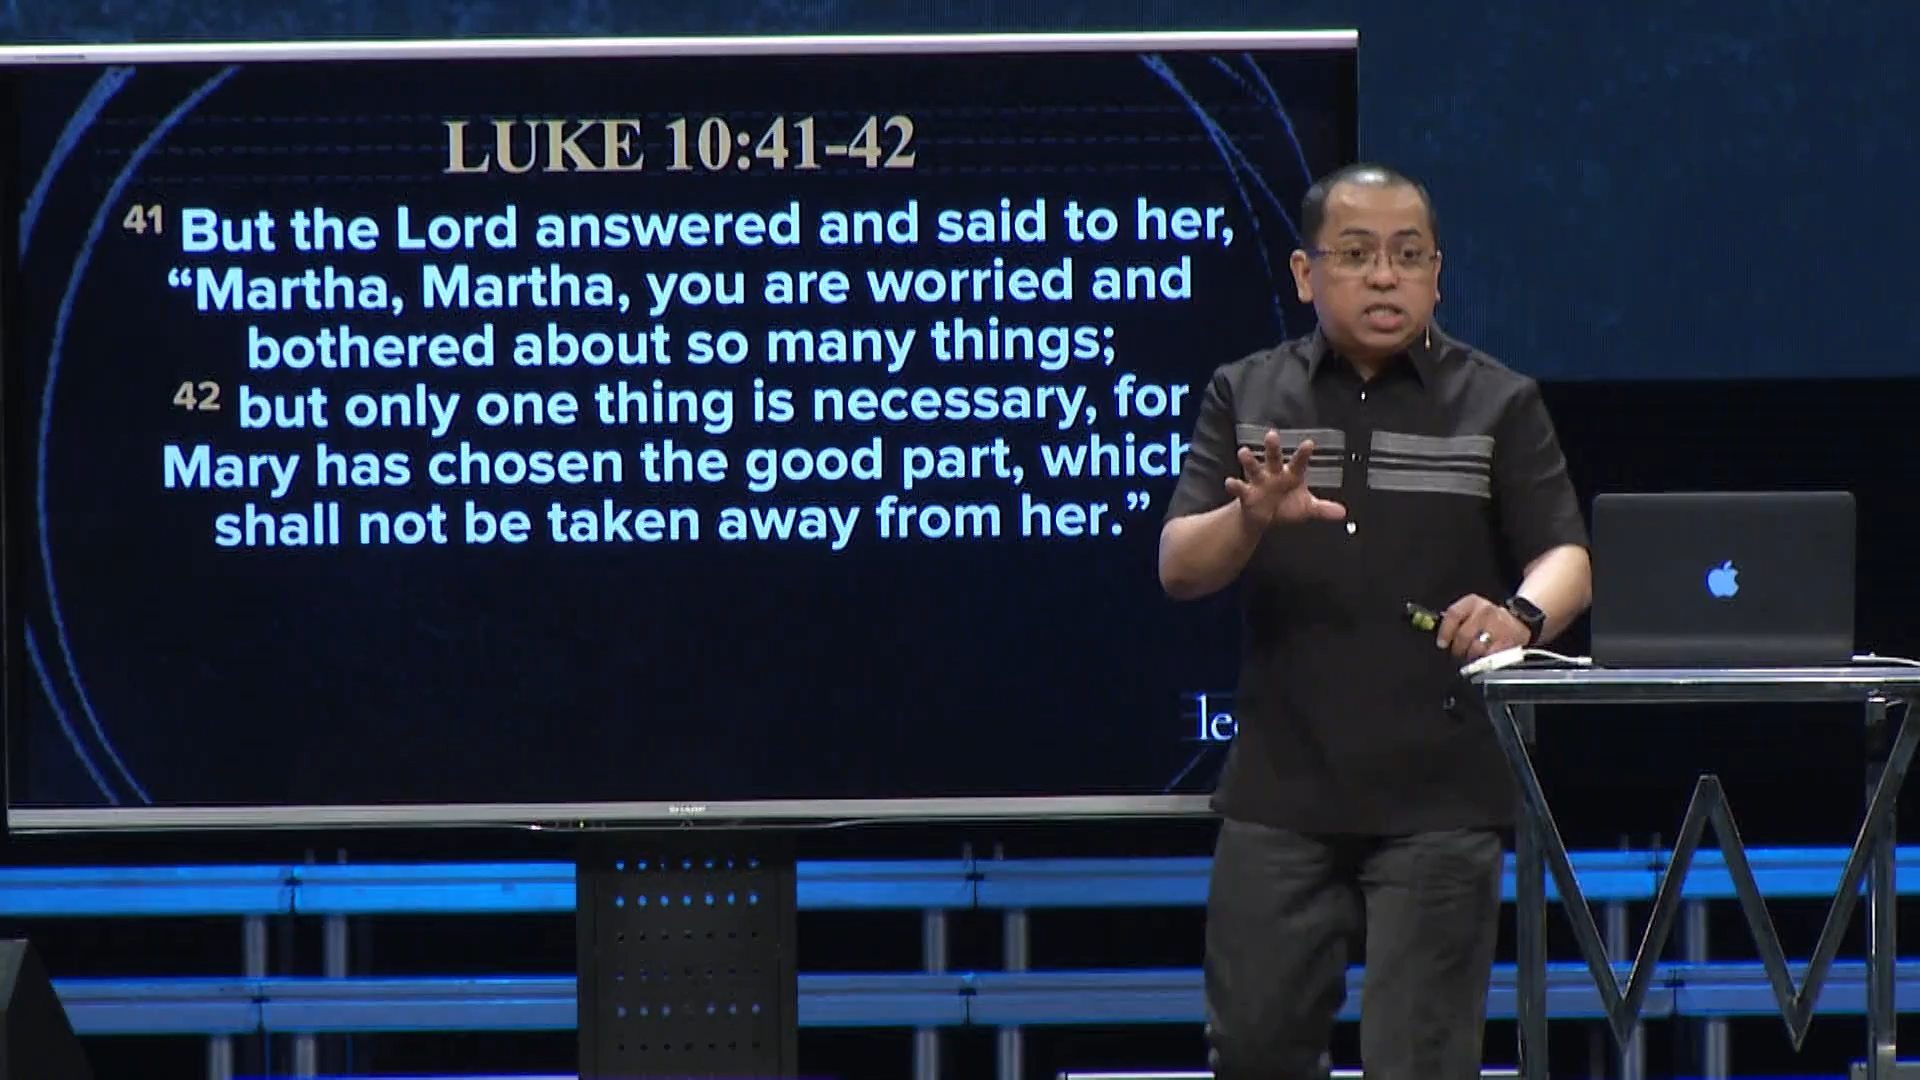 LUKE 10:41-42
41 But the Lord answered and said to her,
“Martha, Martha, you are worried and
bothered about so many things;
42 but only one thing is necessary, for
Mary has chosen the good part, which
shall not be taken away from her.”
SHARP